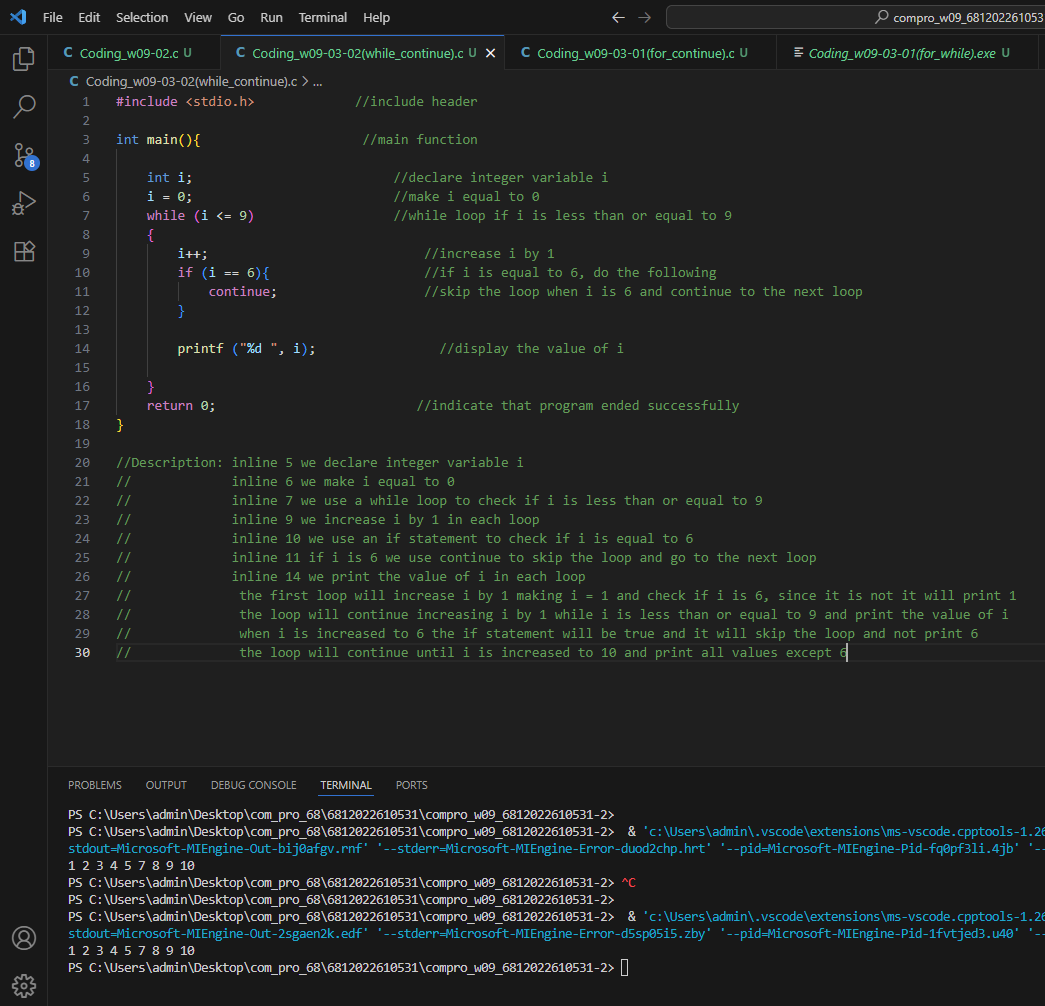 File Edit Selection View Go Run Terminal Help compro_w09_681202261053
C Coding_w09-02.c U C Coding_w09-03-02(while_continue).c U C Coding_w09-03-01(for_continue).c U Coding_w09-03-01(for_while).exe U
C Coding_w09-03-02(while_continue).c > ...
1 #include <stdio.h> //include header
2
3 int main(){ //main function
4
5 int i; //declare integer variable i
6 i = 0; //make i equal to 0
7 while (i <= 9) //while loop if i is less than or equal to 9
8 {
9 i++; //increase i by 1
10 if (i == 6){ //if i is equal to 6, do the following
11 continue; //skip the loop when i is 6 and continue to the next loop
12 }
13
14 printf ("%d ", i); //display the value of i
15
16 }
17 return 0; //indicate that program ended successfully
18 }
19
20 //Description: inline 5 we declare integer variable i
21 // inline 6 we make i equal to 0
22 // inline 7 we use a while loop to check if i is less than or equal to 9
23 // inline 9 we increase i by 1 in each loop
24 // inline 10 we use an if statement to check if i is equal to 6
25 // inline 11 if i is 6 we use continue to skip the loop and go to the next loop
26 // inline 14 we print the value of i in each loop
27 // the first loop will increase i by 1 making i = 1 and check if i is 6, since it is not it will print 1
28 // the loop will continue increasing i by 1 while i is less than or equal to 9 and print the value of i
29 // when i is increased to 6 the if statement will be true and it will skip the loop and not print 6
30 // the loop will continue until i is increased to 10 and print all values except 6
8
PROBLEMS OUTPUT DEBUG CONSOLE TERMINAL PORTS
PS C:\Users\admin\Desktop\com_pro_68\6812022610531\compro_w09_6812022610531-2>
PS C:\Users\admin\Desktop\com_pro_68\6812022610531\compro_w09_6812022610531-2> & 'c:\Users\admin\.vscode\extensions\ms-vscode.cpptools-1.26
stdout=Microsoft-MIEngine-Out-bij0afgv.rnf' '--stderr=Microsoft-MIEngine-Error-duod2chp.hrt' '--pid=Microsoft-MIEngine-Pid-fq0pf3li.4jb' '--
1 2 3 4 5 7 8 9 10
PS C:\Users\admin\Desktop\com_pro_68\6812022610531\compro_w09_6812022610531-2> ^C
PS C:\Users\admin\Desktop\com_pro_68\6812022610531\compro_w09_6812022610531-2>
PS C:\Users\admin\Desktop\com_pro_68\6812022610531\compro_w09_6812022610531-2> & 'c:\Users\admin\.vscode\extensions\ms-vscode.cpptools-1.26
stdout=Microsoft-MIEngine-Out-2sgaen2k.edf' '--stderr=Microsoft-MIEngine-Error-d5sp05i5.zby' '--pid=Microsoft-MIEngine-Pid-1fvtjed3.u40' '--
1 2 3 4 5 7 8 9 10
PS C:\Users\admin\Desktop\com_pro_68\6812022610531\compro_w09_6812022610531-2>